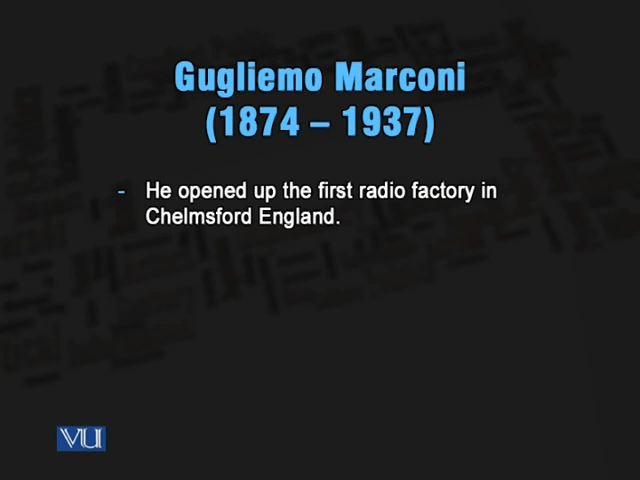 Gugliemo Marconi
(1874 – 1937)
- He opened up the first radio factory in
Chelmsford England.
VU